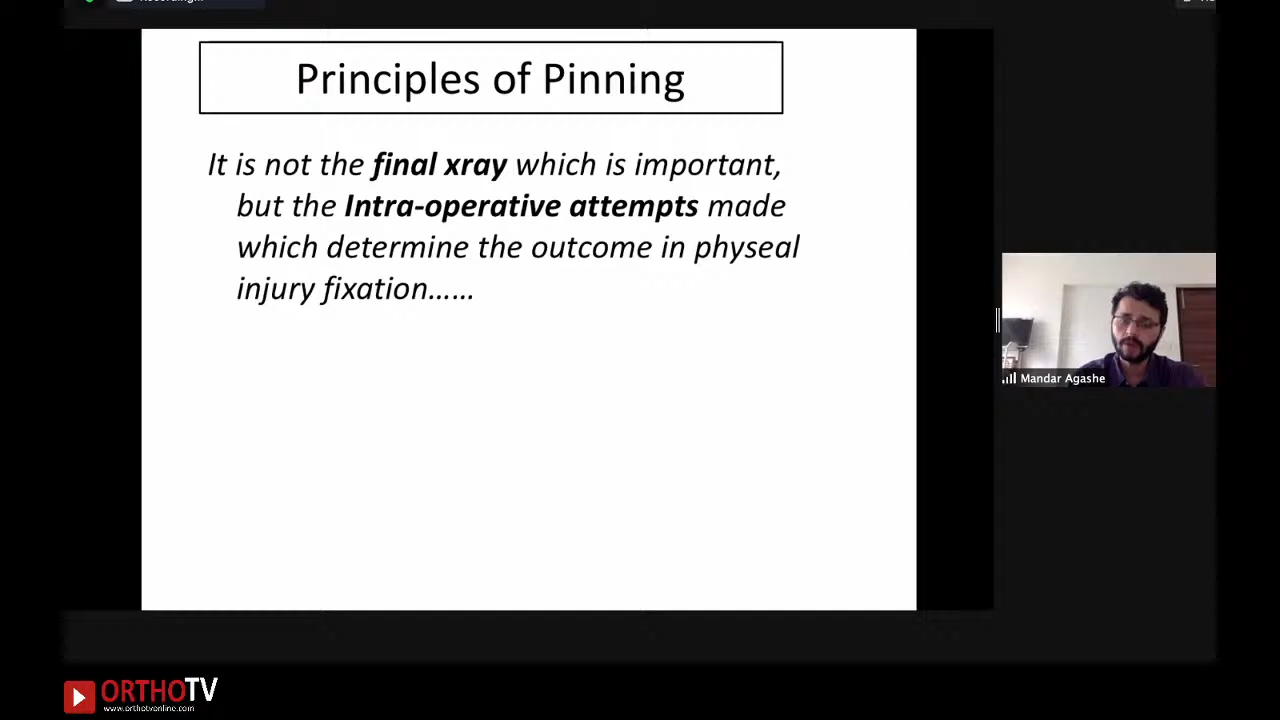 Principles of Pinning
It is not the final xray which is important,
but the Intra-operative attempts made
which determine the outcome in physeal
injury fixation……
Mandar Agashe
ORTHOTV
www.orthotvonline.com